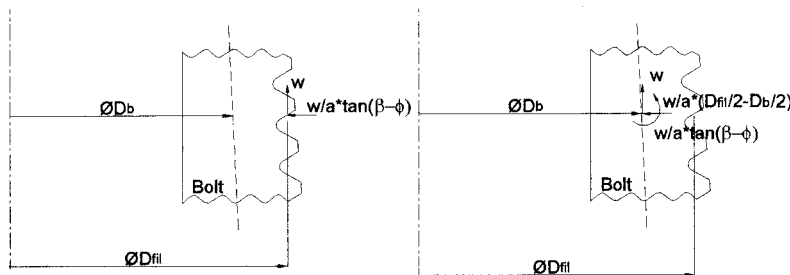 w
ØDb
w/a*tan(β−ϕ)
Bolt
ØDfil
w
ØDb
w/a*(Dfil/2-Db/2)
w/a*tan(β−ϕ)
Bolt
ØDfil